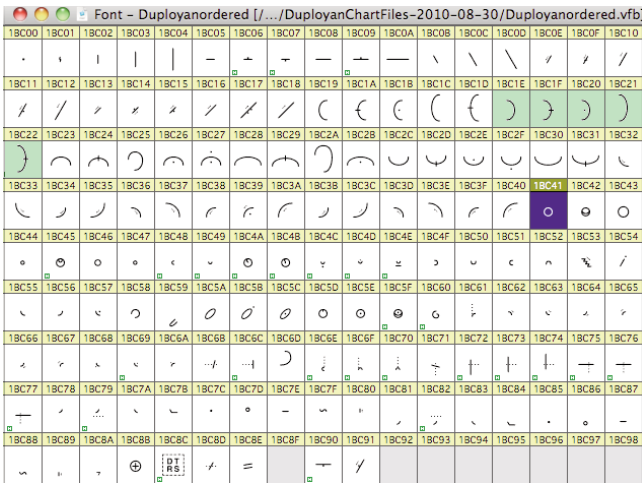 Font - Duployanordered [/.../DuployanChartFiles-2010-08-30/Duployanordered.vfb]
1BC00 1BC01 1BC02 1BC03 1BC04 1BC05 1BC06 1BC07 1BC08 1BC09 1BC0A 1BC0B 1BC0C 1BC0D 1BC0E 1BC0F 1BC10
1BC11 1BC12 1BC13 1BC14 1BC15 1BC16 1BC17 1BC18 1BC19 1BC1A 1BC1B 1BC1C 1BC1D 1BC1E 1BC1F 1BC20 1BC21
1BC22 1BC23 1BC24 1BC25 1BC26 1BC27 1BC28 1BC29 1BC2A 1BC2B 1BC2C 1BC2D 1BC2E 1BC2F 1BC30 1BC31 1BC32
1BC33 1BC34 1BC35 1BC36 1BC37 1BC38 1BC39 1BC3A 1BC3B 1BC3C 1BC3D 1BC3E 1BC3F 1BC40 1BC41 1BC42 1BC43
1BC44 1BC45 1BC46 1BC47 1BC48 1BC49 1BC4A 1BC4B 1BC4C 1BC4D 1BC4E 1BC4F 1BC50 1BC51 1BC52 1BC53 1BC54
1BC55 1BC56 1BC57 1BC58 1BC59 1BC5A 1BC5B 1BC5C 1BC5D 1BC5E 1BC5F 1BC60 1BC61 1BC62 1BC63 1BC64 1BC65
1BC66 1BC67 1BC68 1BC69 1BC6A 1BC6B 1BC6C 1BC6D 1BC6E 1BC6F 1BC70 1BC71 1BC72 1BC73 1BC74 1BC75 1BC76
1BC77 1BC78 1BC79 1BC7A 1BC7B 1BC7C 1BC7D 1BC7E 1BC7F 1BC80 1BC81 1BC82 1BC83 1BC84 1BC85 1BC86 1BC87
1BC88 1BC89 1BC8A 1BC8B 1BC8C 1BC8D 1BC8E 1BC8F 1BC90 1BC91 1BC92 1BC93 1BC94 1BC95 1BC96 1BC97 1BC98
DT
RS